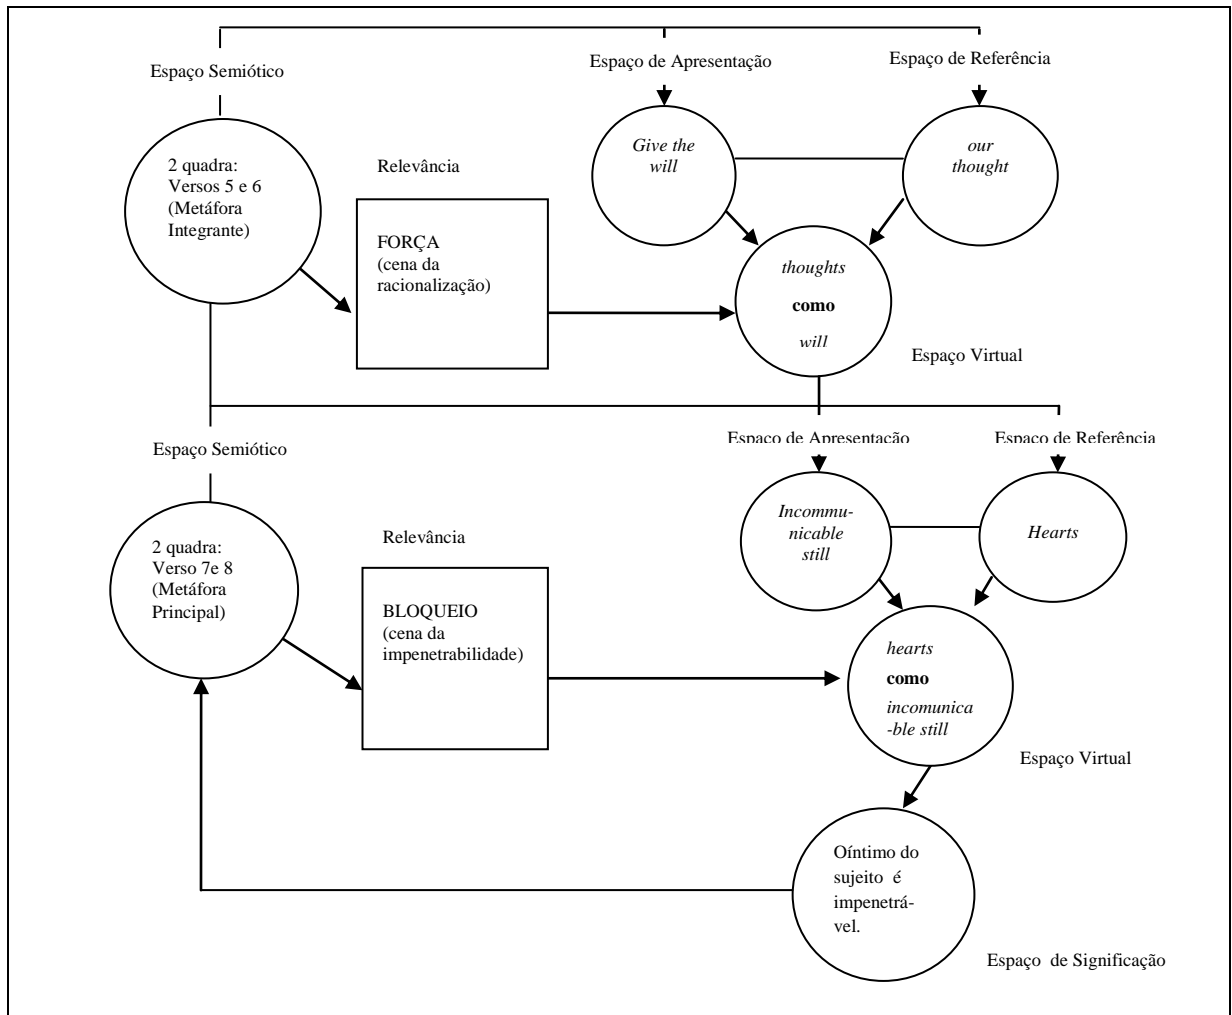 Espaço Semiótico
Espaço de Apresentação
Espaço de Referência
2 quadra:
Versos 5 e 6
(Metáfora
Integrante)
Relevância
FORÇA
(cena da
racionalização)
Give the
will
our
thought
thoughts
como
will
Espaço Virtual
Espaço Semiótico
Espaço de Apresentação
Espaço de Referência
2 quadra:
Verso 7e 8
(Metáfora
Principal)
Relevância
BLOQUEIO
(cena da
impenetrabilidade)
Incommu-
nicable
still
Hearts
hearts
como
incomunica
-ble still
Espaço Virtual
Oíntimo do
sujeito é
impenetrá-
vel.
Espaço de Significação